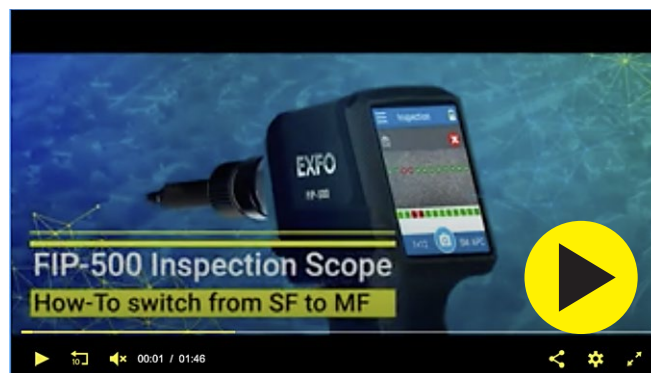 Inspection
EXFO
FIP-500
1x12
SM APC
FIP-500 Inspection Scope
How-To switch from SF to MF
10
00:01 / 01:46